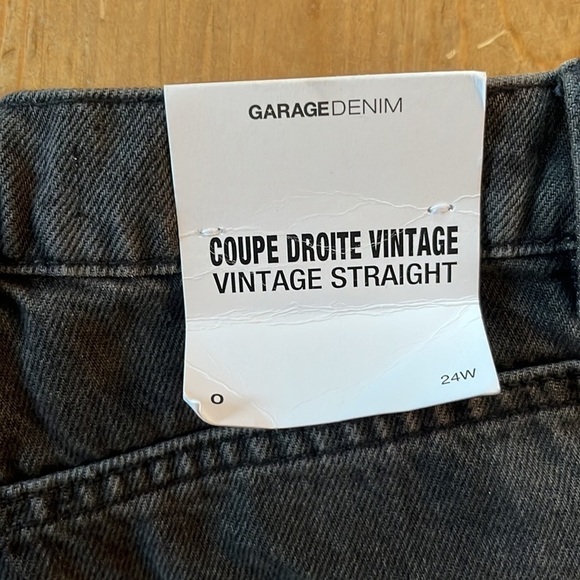 GARAGEDENIM
COUPE DROITE VINTAGE
VINTAGE STRAIGHT
0
24W